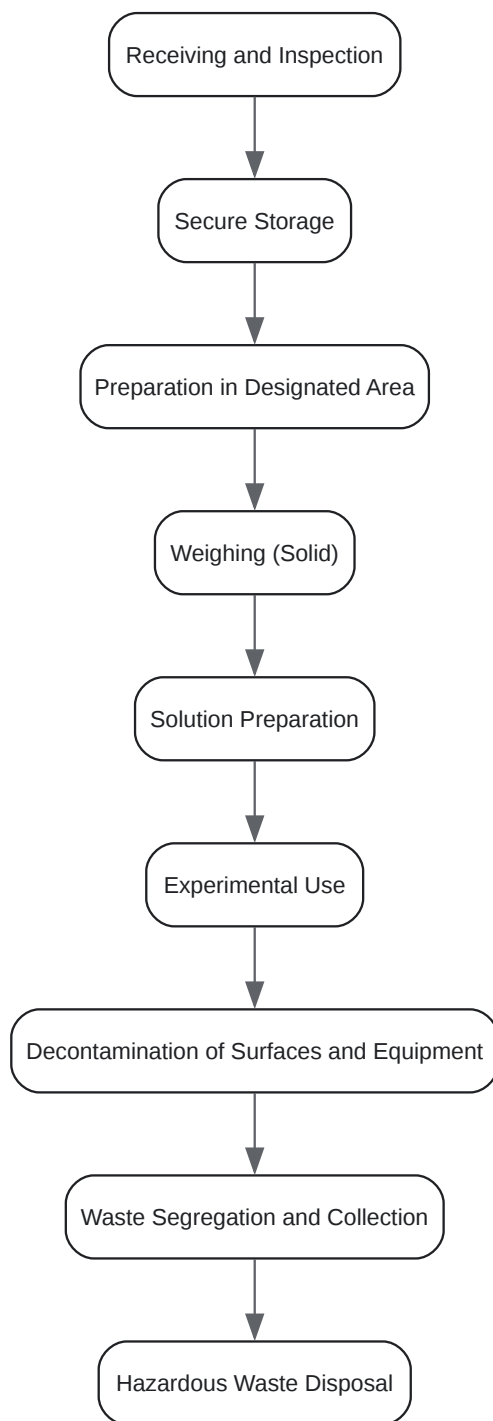 Receiving and Inspection
Secure Storage
Preparation in Designated Area
Weighing (Solid)
Solution Preparation
Experimental Use
Decontamination of Surfaces and Equipment
Waste Segregation and Collection
Hazardous Waste Disposal